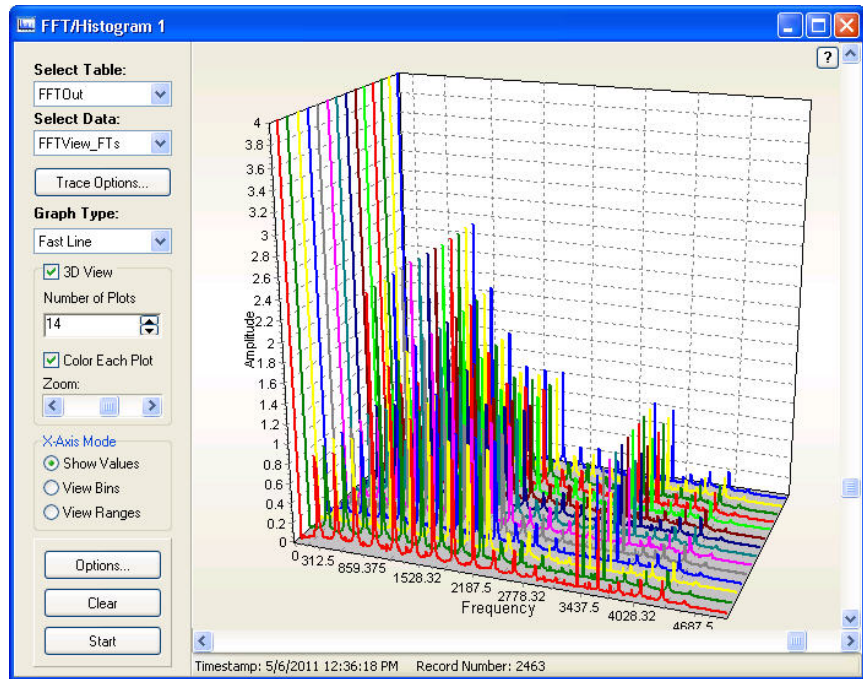 FFT/Histogram 1
Select Table:
FFTOut
Select Data:
FFTView_FTs
Trace Options...
Graph Type:
Fast Line
3D View
Number of Plots
14
Color Each Plot
Zoom:
X-Axis Mode
Show Values
View Bins
View Ranges
Options...
Clear
Start
?
4
3.8
3.6
3.4
3.2
3
2.8
2.6
2.4
2.2
2
1.8
1.6
1.4
1.2
1
0.8
0.6
0.4
0.2
0
Amplitude
0
312.5
859.375
1528.32
2187.5
2778.32
3437.5
4028.32
4687.5
Frequency
Timestamp: 5/6/2011 12:36:18 PM Record Number: 2463